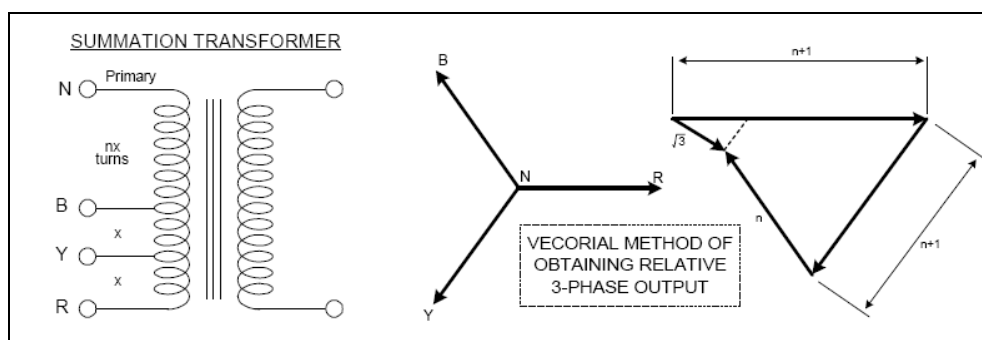 SUMMATION TRANSFORMER
Primary
N
nx
turns
B
x
Y
x
R
B
N
R
Y
VECORIAL METHOD OF
OBTAINING RELATIVE
3-PHASE OUTPUT
n+1
√3
n
n+1